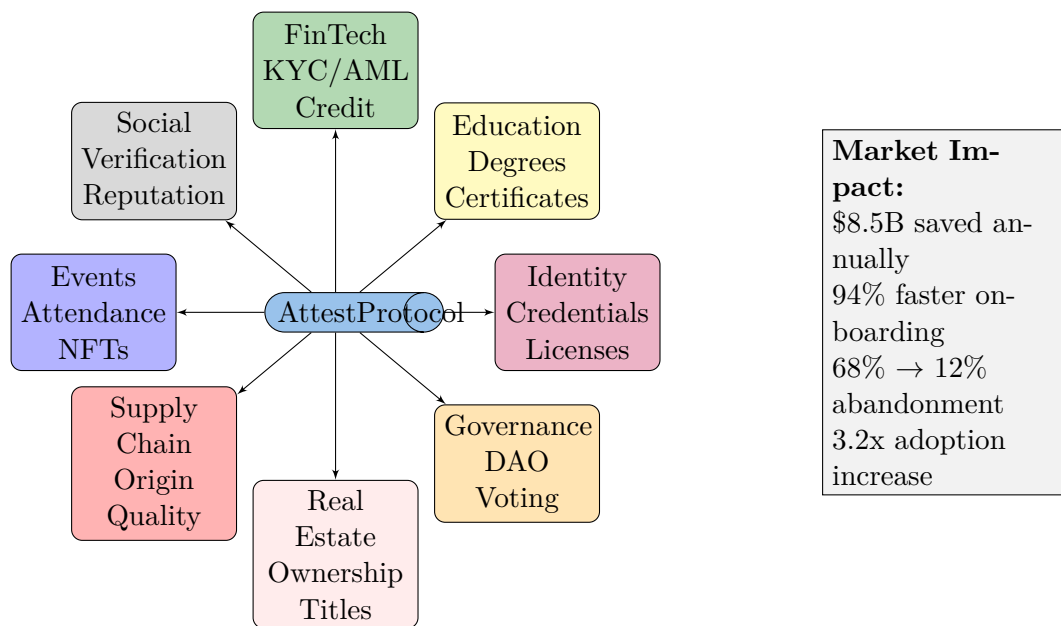 FinTech
KYC/AML
Credit
Social
Verification
Reputation
Education
Degrees
Certificates
Events
Attendance
NFTs
AttestProtocol
Identity
Credentials
Licenses
Supply
Chain
Origin
Quality
Real
Estate
Ownership
Titles
Governance
DAO
Voting
Market Im-
pact:
$8.5B saved an-
nually
94% faster on-
boarding
68% → 12%
abandonment
3.2x adoption
increase